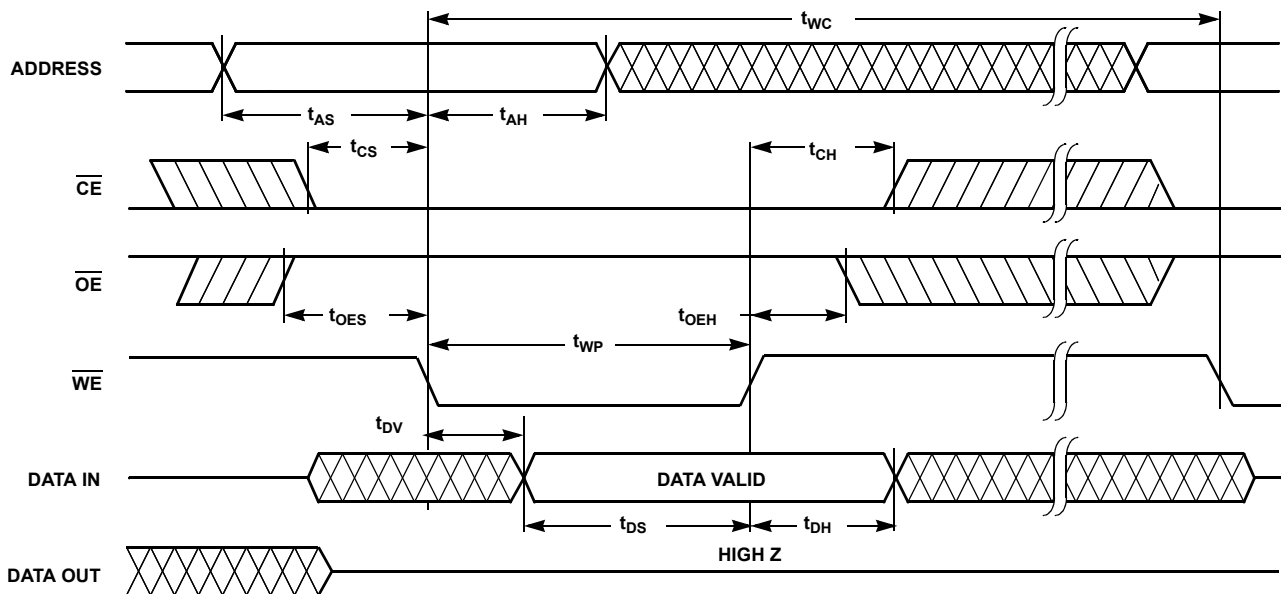 tWC
ADDRESS
tAS
tAH
tCS
tCH
CE
OE
tOES
tOEH
tWP
WE
tDV
DATA IN
DATA VALID
tDS
tDH
HIGH Z
DATA OUT